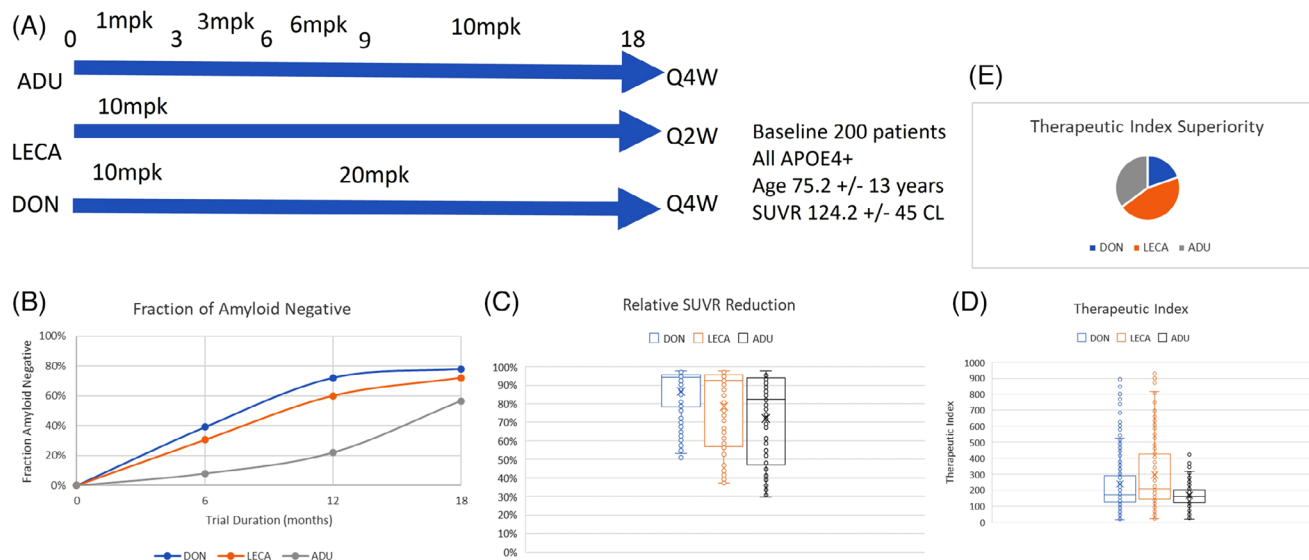 (A)
1mpk 3mpk 6mpk 10mpk
0 3 6 9 18
ADU Q4W
10mpk
LECA Q2W
10mpk 20mpk
DON Q4W
Baseline 200 patients
All APOE4+
Age 75.2 +/- 13 years
SUVR 124.2 +/- 45 CL
(E)
Therapeutic Index Superiority
DON LECA ADU
(B)
Fraction of Amyloid Negative
Fraction Amyloid Negative
100%
80%
60%
40%
20%
0%
0 6 12 18
Trial Duration (months)
DON LECA ADU
(C)
Relative SUVR Reduction
DON LECA ADU
100%
90%
80%
70%
60%
50%
40%
30%
20%
10%
0%
(D)
Therapeutic Index
DON LECA ADU
Therapeutic Index
1000
900
800
700
600
500
400
300
200
100
0